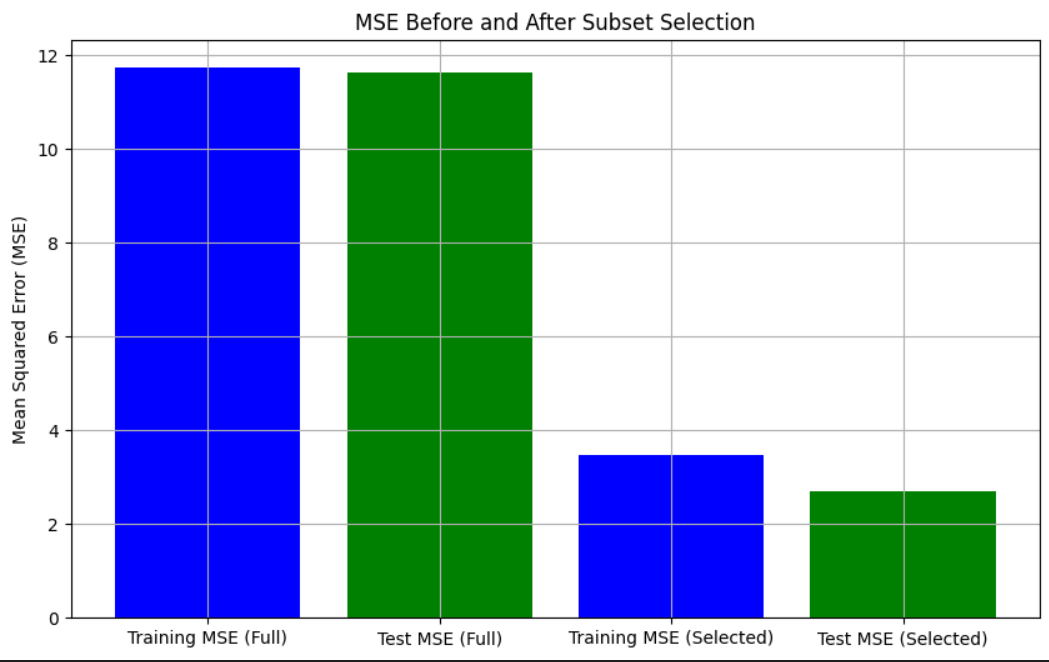 MSE Before and After Subset Selection
Mean Squared Error (MSE)
12
10
8
6
4
2
0
Training MSE (Full) Test MSE (Full) Training MSE (Selected) Test MSE (Selected)